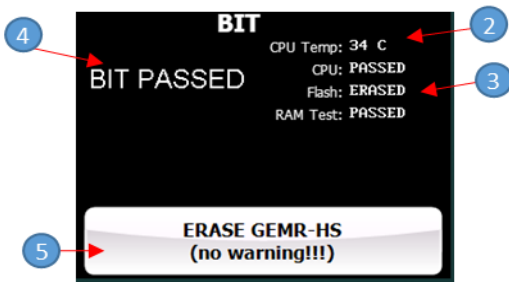 BIT
4
2
CPU Temp: 34 C
BIT PASSED
CPU: PASSED
Flash: ERASED
3
RAM Test: PASSED
ERASE GEMR-HS
5
(no warning!!!)